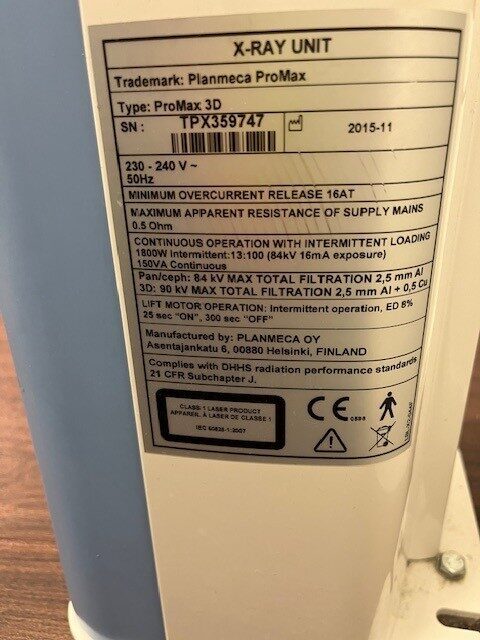 X-RAY UNIT
Trademark: Planmeca ProMax
Type: ProMax 3D
SN : TPX359747 2015-11
230 - 240 V ~
50Hz
MINIMUM OVERCURRENT RELEASE 16AT
MAXIMUM APPARENT RESISTANCE OF SUPPLY MAINS
0.5 Ohm
CONTINUOUS OPERATION WITH INTERMITTENT LOADING
1800W Intermittent:13:100 (84kV 16mA exposure)
150VA Continuous
Pan/ceph: 84 kV MAX TOTAL FILTRATION 2,5 mm Al
3D: 90 kV MAX TOTAL FILTRATION 2,5 mm Al + 0,5 Cu
LIFT MOTOR OPERATION: Intermittent operation, ED 8%
25 sec "ON", 300 sec "OFF"
Manufactured by: PLANMECA OY
Asentajankatu 6, 00880 Helsinki, FINLAND
Complies with DHHS radiation performance standards
21 CFR Subchapter J.
CLASS 1 LASER PRODUCT
APPAREIL À LASER DE CLASSE 1
IEC 60825-1:2007
CE